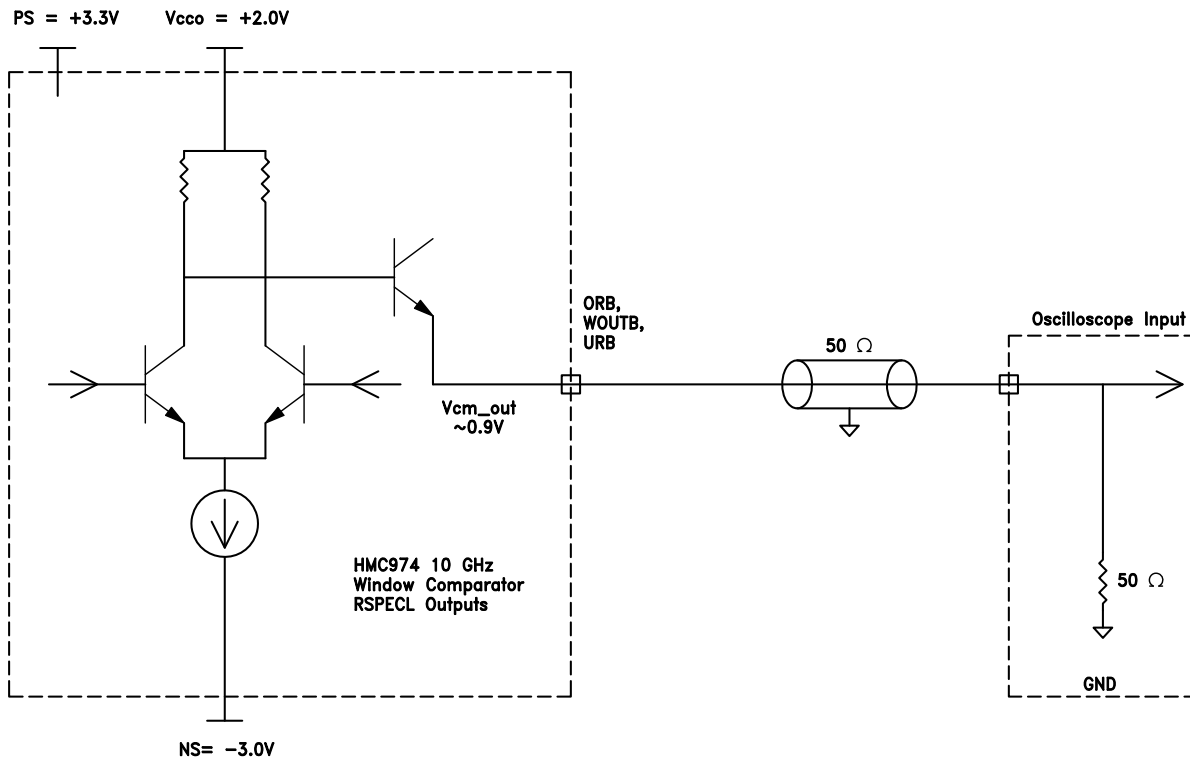 PS = +3.3V
Vcco = +2.0V
ORB,
WOUTB,
URB
Oscilloscope Input
50 Ω
Vcm_out
~0.9V
HMC974 10 GHz
Window Comparator
RSPECL Outputs
50 Ω
GND
NS= -3.0V